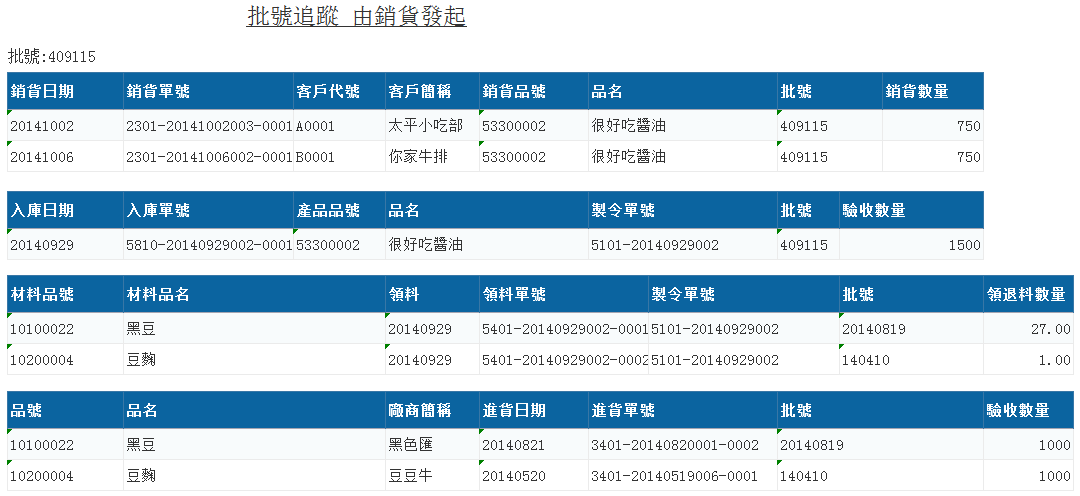 批號追蹤 由銷貨發起
批號:409115
銷貨日期 銷貨單號 客戶代號 客戶簡稱 銷貨品號 品名 批號 銷貨數量
20141002 2301-20141002003-0001 A0001 太平小吃部 53300002 很好吃醬油 409115 750
20141006 2301-20141006002-0001 B0001 你家牛排 53300002 很好吃醬油 409115 750
入庫日期 入庫單號 產品品號 品名 製令單號 批號 驗收數量
20140929 5810-20140929002-0001 53300002 很好吃醬油 5101-20140929002 409115 1500
材料品號 材料品名 領料 領料單號 製令單號 批號 領退料數量
10100022 黑豆 20140929 5401-20140929002-0001 5101-20140929002 20140819 27.00
10200004 豆麴 20140929 5401-20140929002-0002 5101-20140929002 140410 1.00
品號 品名 廠商簡稱 進貨日期 進貨單號 批號 驗收數量
10100022 黑豆 黑色匯 20140821 3401-20140820001-0002 20140819 1000
10200004 豆麴 豆豆牛 20140520 3401-20140519006-0001 140410 1000